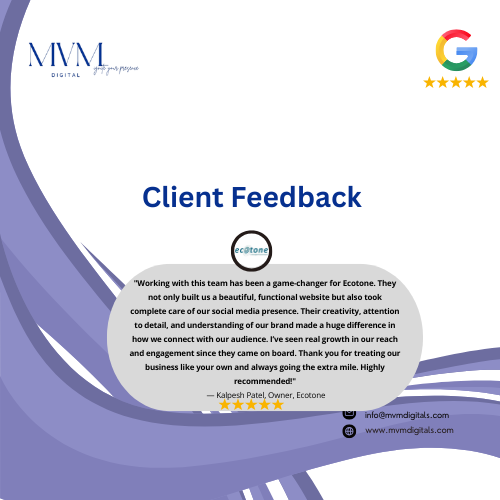 MVM
DIGITAL
ignite your presence
Client Feedback
ecotone
"Working with this team has been a game-changer for Ecotone. They
not only built us a beautiful, functional website but also took
complete care of our social media presence. Their creativity, attention
to detail, and understanding of our brand made a huge difference in
how we connect with our audience. I've seen real growth in our reach
and engagement since they came on board. Thank you for treating our
business like your own and always going the extra mile. Highly
recommended!"
— Kalpesh Patel, Owner, Ecotone
info@mvmdigitals.com
www.mvmdigitals.com